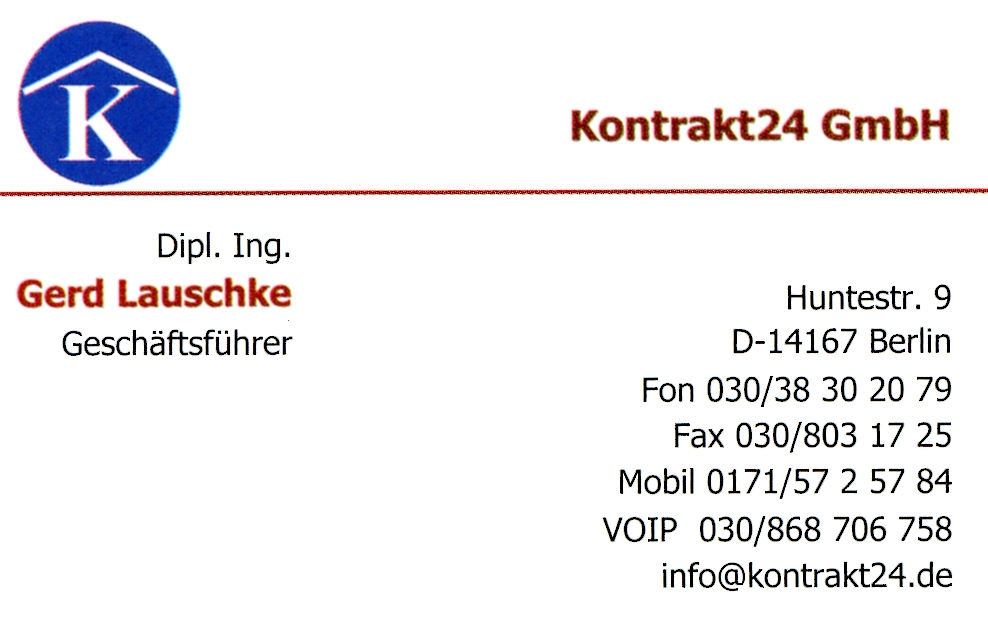 K
Kontrakt24 GmbH
Dipl. Ing.
Gerd Lauschke
Geschäftsführer
Huntestr. 9
D-14167 Berlin
Fon 030/38 30 20 79
Fax 030/803 17 25
Mobil 0171/57 2 57 84
VOIP  030/868 706 758
info@kontrakt24.de